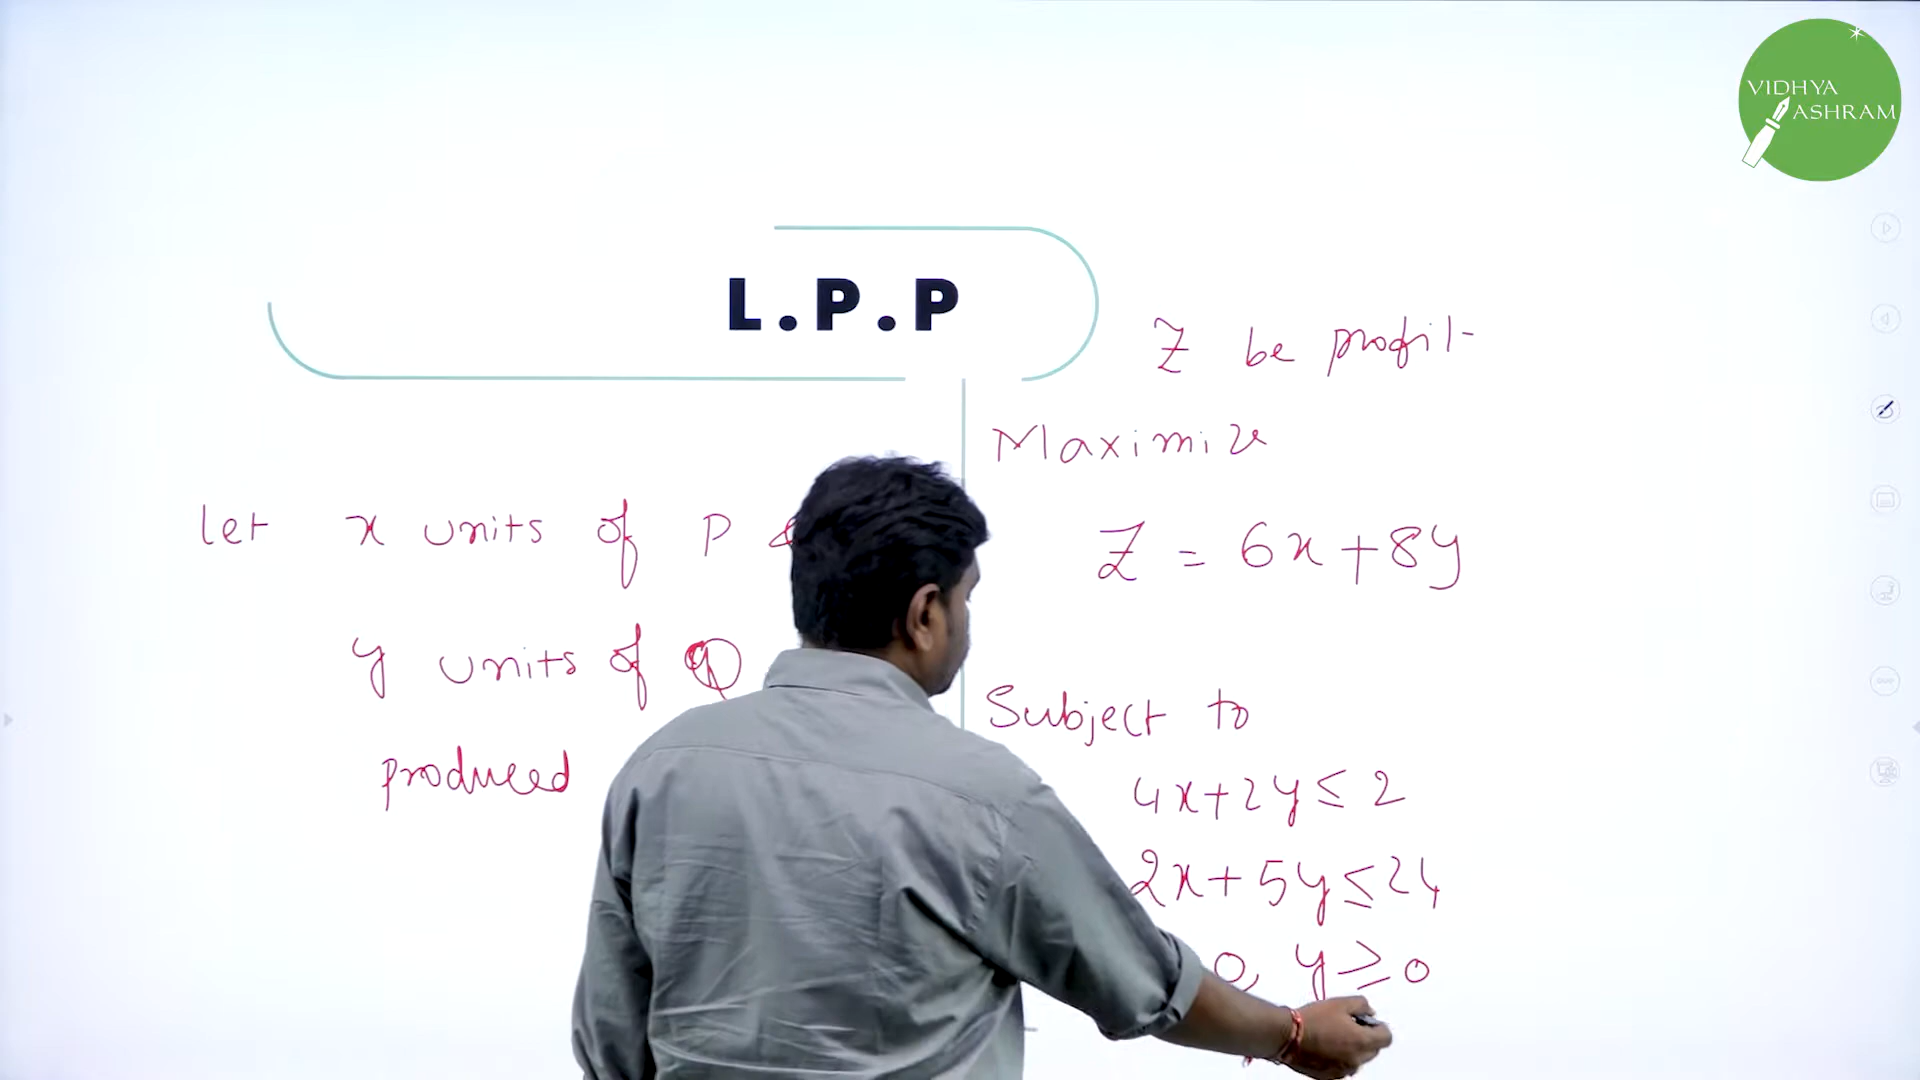 VIDHYA
ASHRAM
L.P.P
Let x units of P &
y units of Q
produced
Z be profit
Maximize
Z = 6x+8y
Subject to
4x+2y ≤ 2
2x+5y ≤ 24
0, y ≥ 0